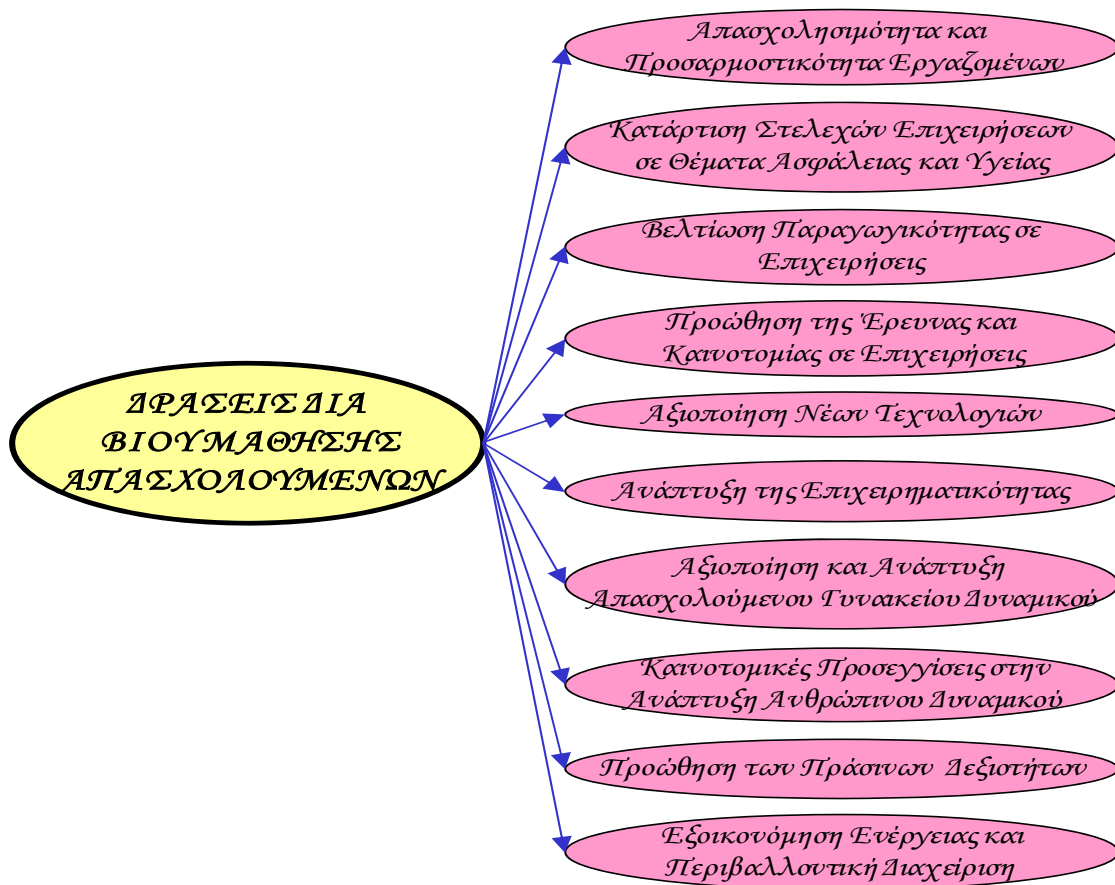 Απασχολησιμότητα και
Προσαρμοστικότητα Εργαζομένων
Κατάρτιση Στελεχών Επιχειρήσεων
σε Θέματα Ασφάλειας και Υγείας
Βελτίωση Παραγωγικότητας σε
Επιχειρήσεις
Προώθηση της Έρευνας και
Καινοτομίας σε Επιχειρήσεις
ΔΡΑΣΕΙΣ ΔΙΑ
ΒΙΟΥ ΜΑΘΗΣΗΣ
ΑΠΑΣΧΟΛΟΥΜΕΝΩΝ
Αξιοποίηση Νέων Τεχνολογιών
Ανάπτυξη της Επιχειρηματικότητας
Αξιοποίηση και Ανάπτυξη
Απασχολούμενου Γυναικείου Δυναμικού
Καινοτομικές Προσεγγίσεις στην
Ανάπτυξη Ανθρώπινου Δυναμικού
Προώθηση των Πράσινων Δεξιοτήτων
Εξοικονόμηση Ενέργειας και
Περιβαλλοντική Διαχείριση